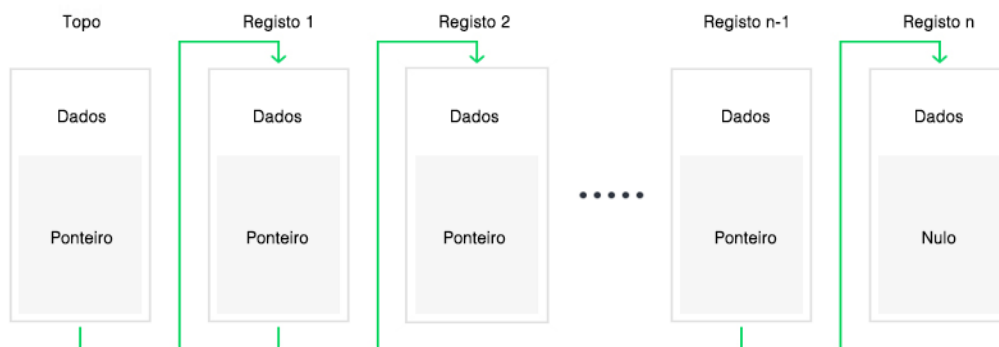 Topo
Registo 1
Registo 2
Registo n-1
Registo n
Dados
Dados
Dados
Dados
Dados
Ponteiro
Ponteiro
Ponteiro
Ponteiro
Nulo